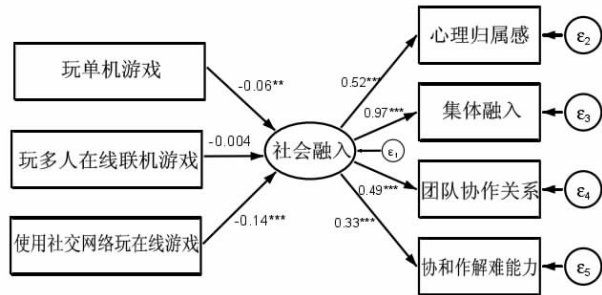 玩单机游戏
玩多人在线联机游戏
使用社交网络玩在线游戏
-0.06**
-0.004
-0.14***
社会融入
ε1
0.52***
0.97***
0.49***
0.33***
心理归属感
ε2
集体融入
ε3
团队协作关系
ε4
协和作解难能力
ε5